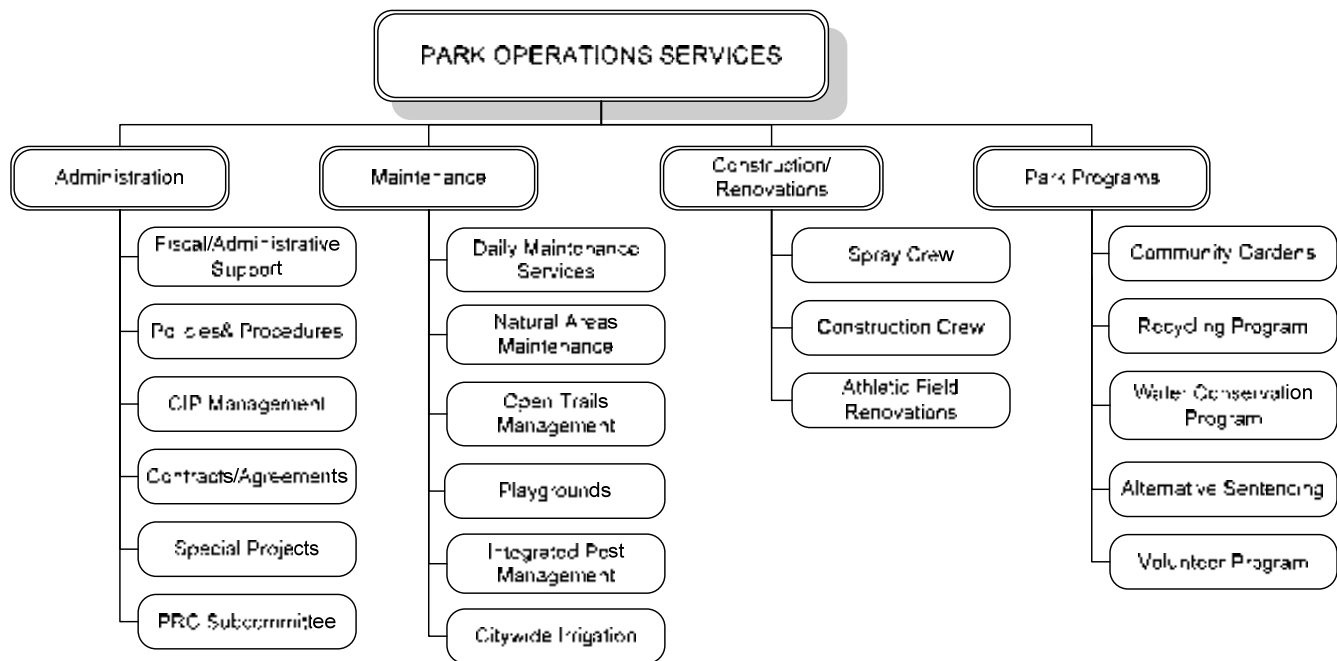 PARK OPERATIONS SERVICES
Administration
Fiscal/Administrative
Support
Policies& Procedures
CIP Management
Contracts/Agreements
Special Projects
PRC Subcommittee
Maintenance
Daily Maintenance
Services
Natural Areas
Maintenance
Open Trails
Management
Playgrounds
Integrated Pest
Management
Citywide Irrigation
Construction/
Renovations
Spray Crew
Construction Crew
Athletic Field
Renovations
Park Programs
Community Gardens
Recycling Program
Water Conservation
Program
Alternative Sentencing
Volunteer Program